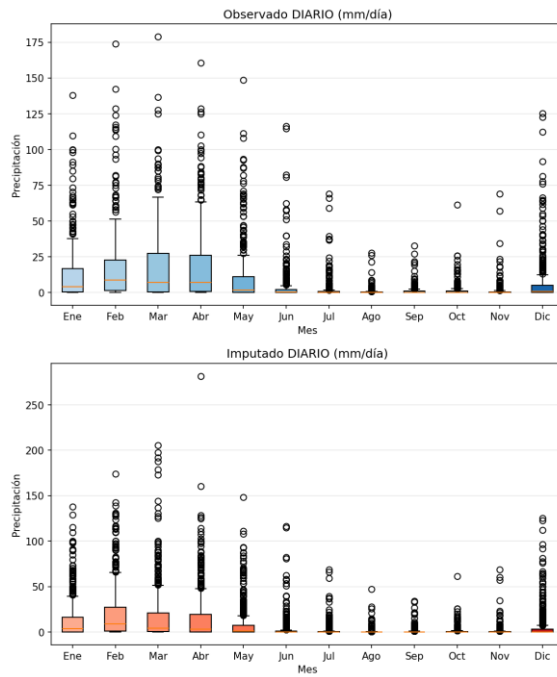 Observado DIARIO (mm/día)
175
150
125
100
75
50
25
0
Precipitación
Ene Feb Mar Abr May Jun Jul Ago Sep Oct Nov Dic
Mes
Imputado DIARIO (mm/día)
250
200
150
100
50
0
Precipitación
Ene Feb Mar Abr May Jun Jul Ago Sep Oct Nov Dic
Mes